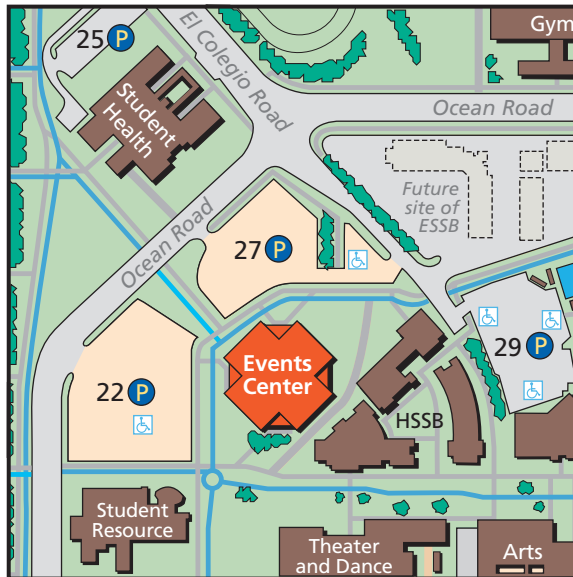 25 P
El Colegio Road
Gym
Student
Health
Ocean Road
Future
site of
ESSB
Ocean Road
27 P
29 P
Events
Center
22 P
HSSB
Student
Resource
Theater
and Dance
Arts